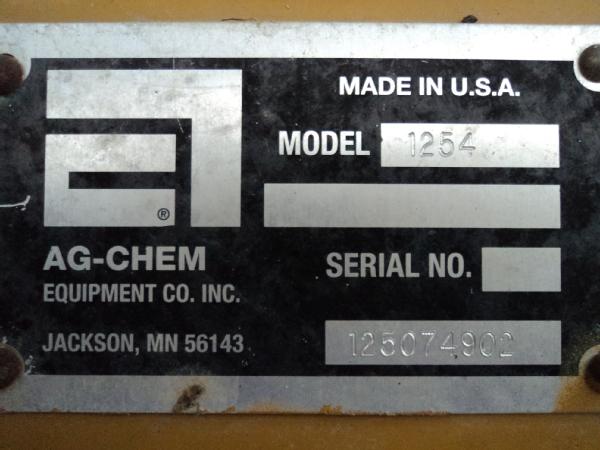 MADE IN U.S.A.
MODEL 1254
®
AG-CHEM
EQUIPMENT CO. INC.
SERIAL NO.
JACKSON, MN 56143
125074902